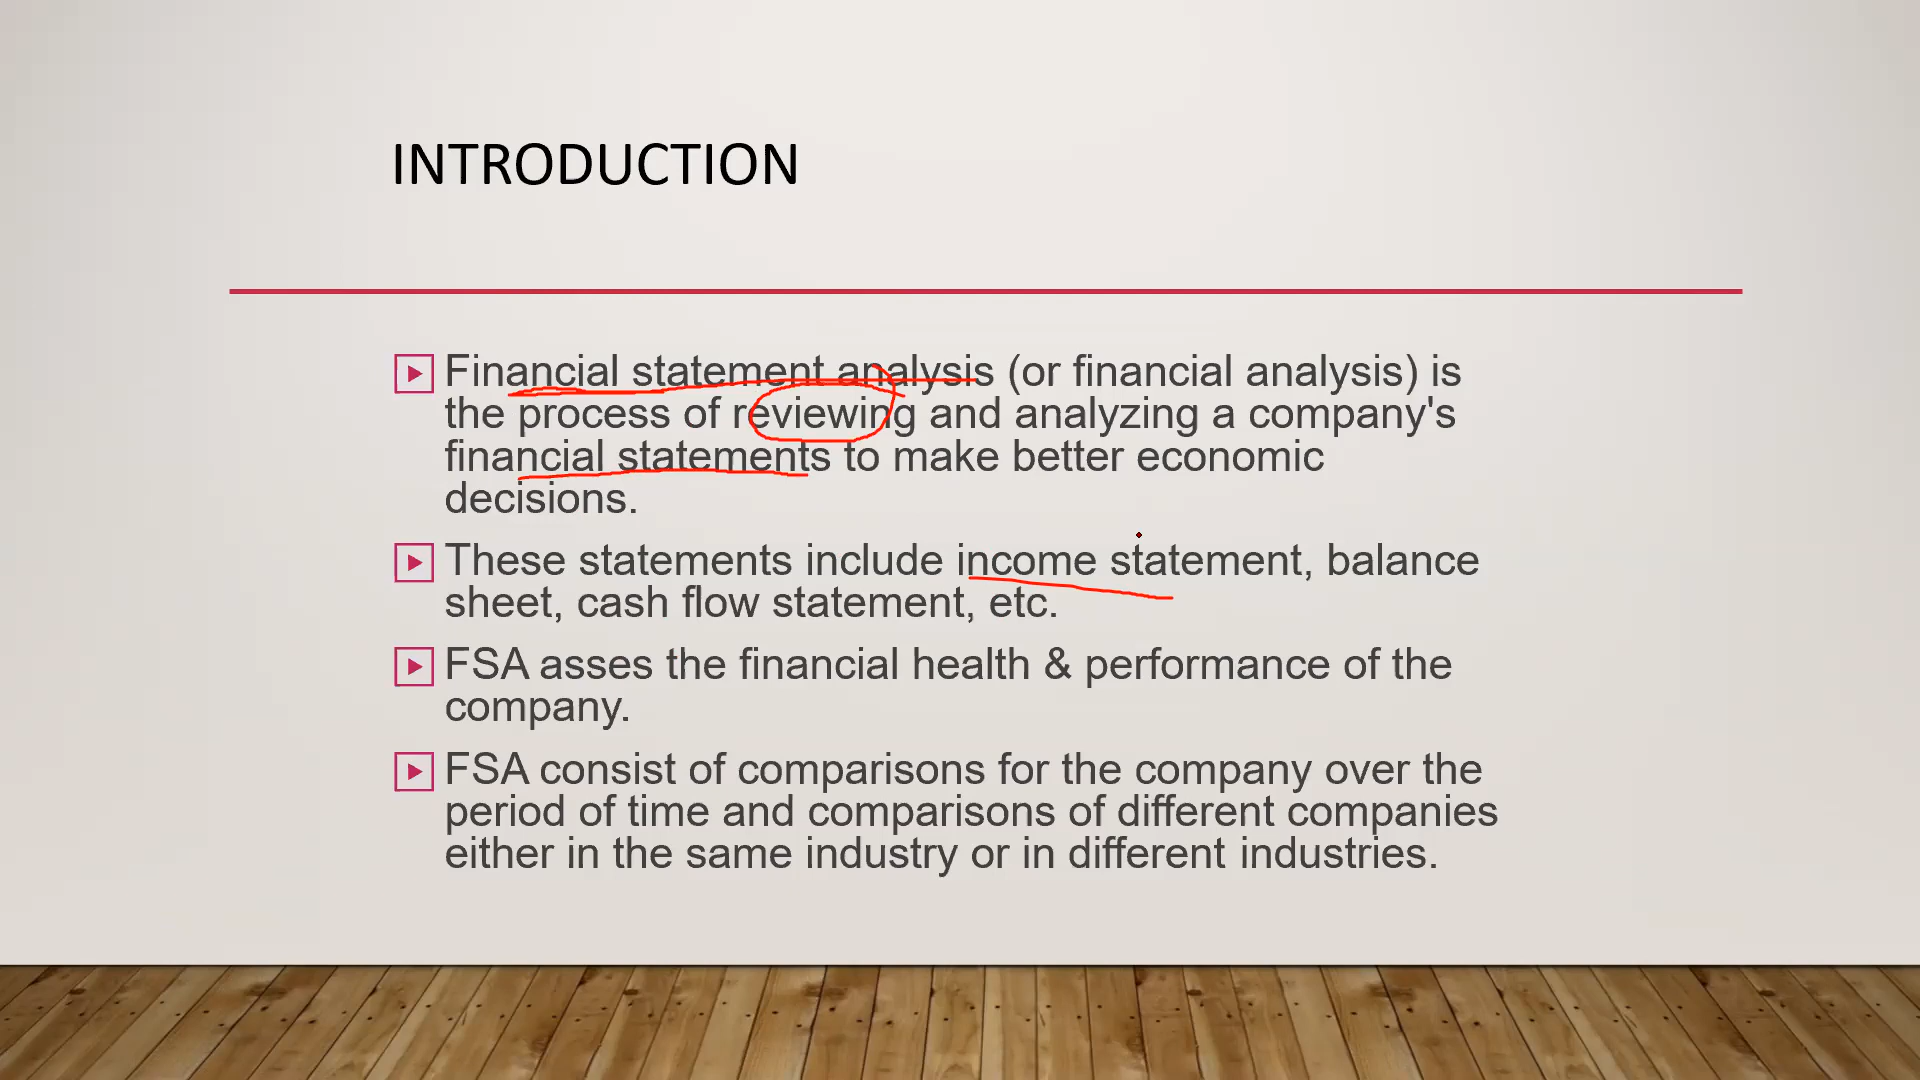 INTRODUCTION
Financial statement analysis (or financial analysis) is
the process of reviewing and analyzing a company's
financial statements to make better economic
decisions.
These statements include income statement, balance
sheet, cash flow statement, etc.
FSA asses the financial health & performance of the
company.
FSA consist of comparisons for the company over the
period of time and comparisons of different companies
either in the same industry or in different industries.